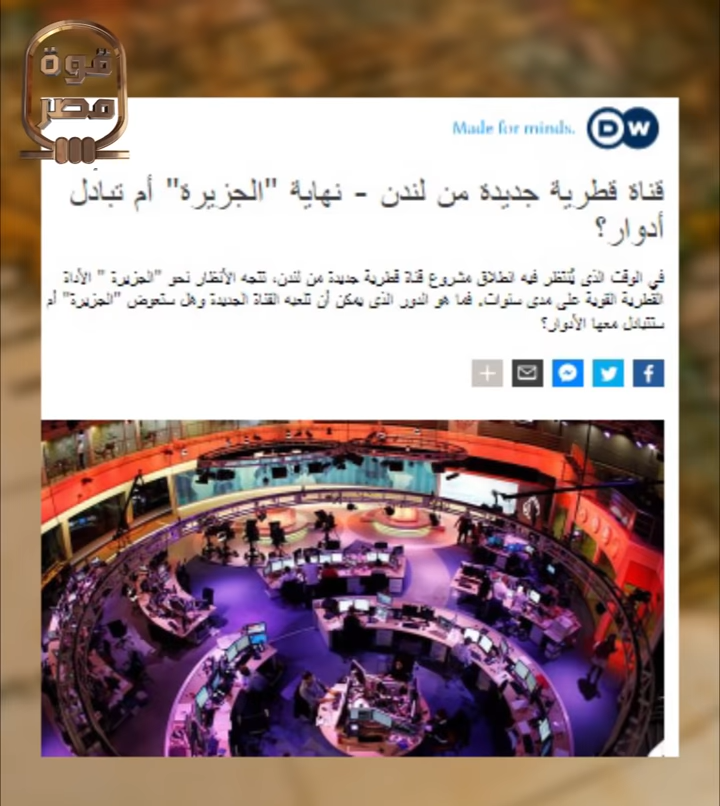 قوة
مصر
Made for minds.
DW
قناة قطرية جديدة من لندن - نهاية "الجزيرة" أم تبادل
أدوار؟
في الوقت الذي يُنتظر فيه انطلاق مشروع قناة قطرية جديدة من لندن، تتجه الأنظار نحو "الجزيرة " الأداة
القطرية القوية على مدى سنوات. فما هو الدور الذي يمكن أن تلعبه القناة الجديدة وهل ستعوض "الجزيرة" أم
ستتبادل معها الأدوار؟